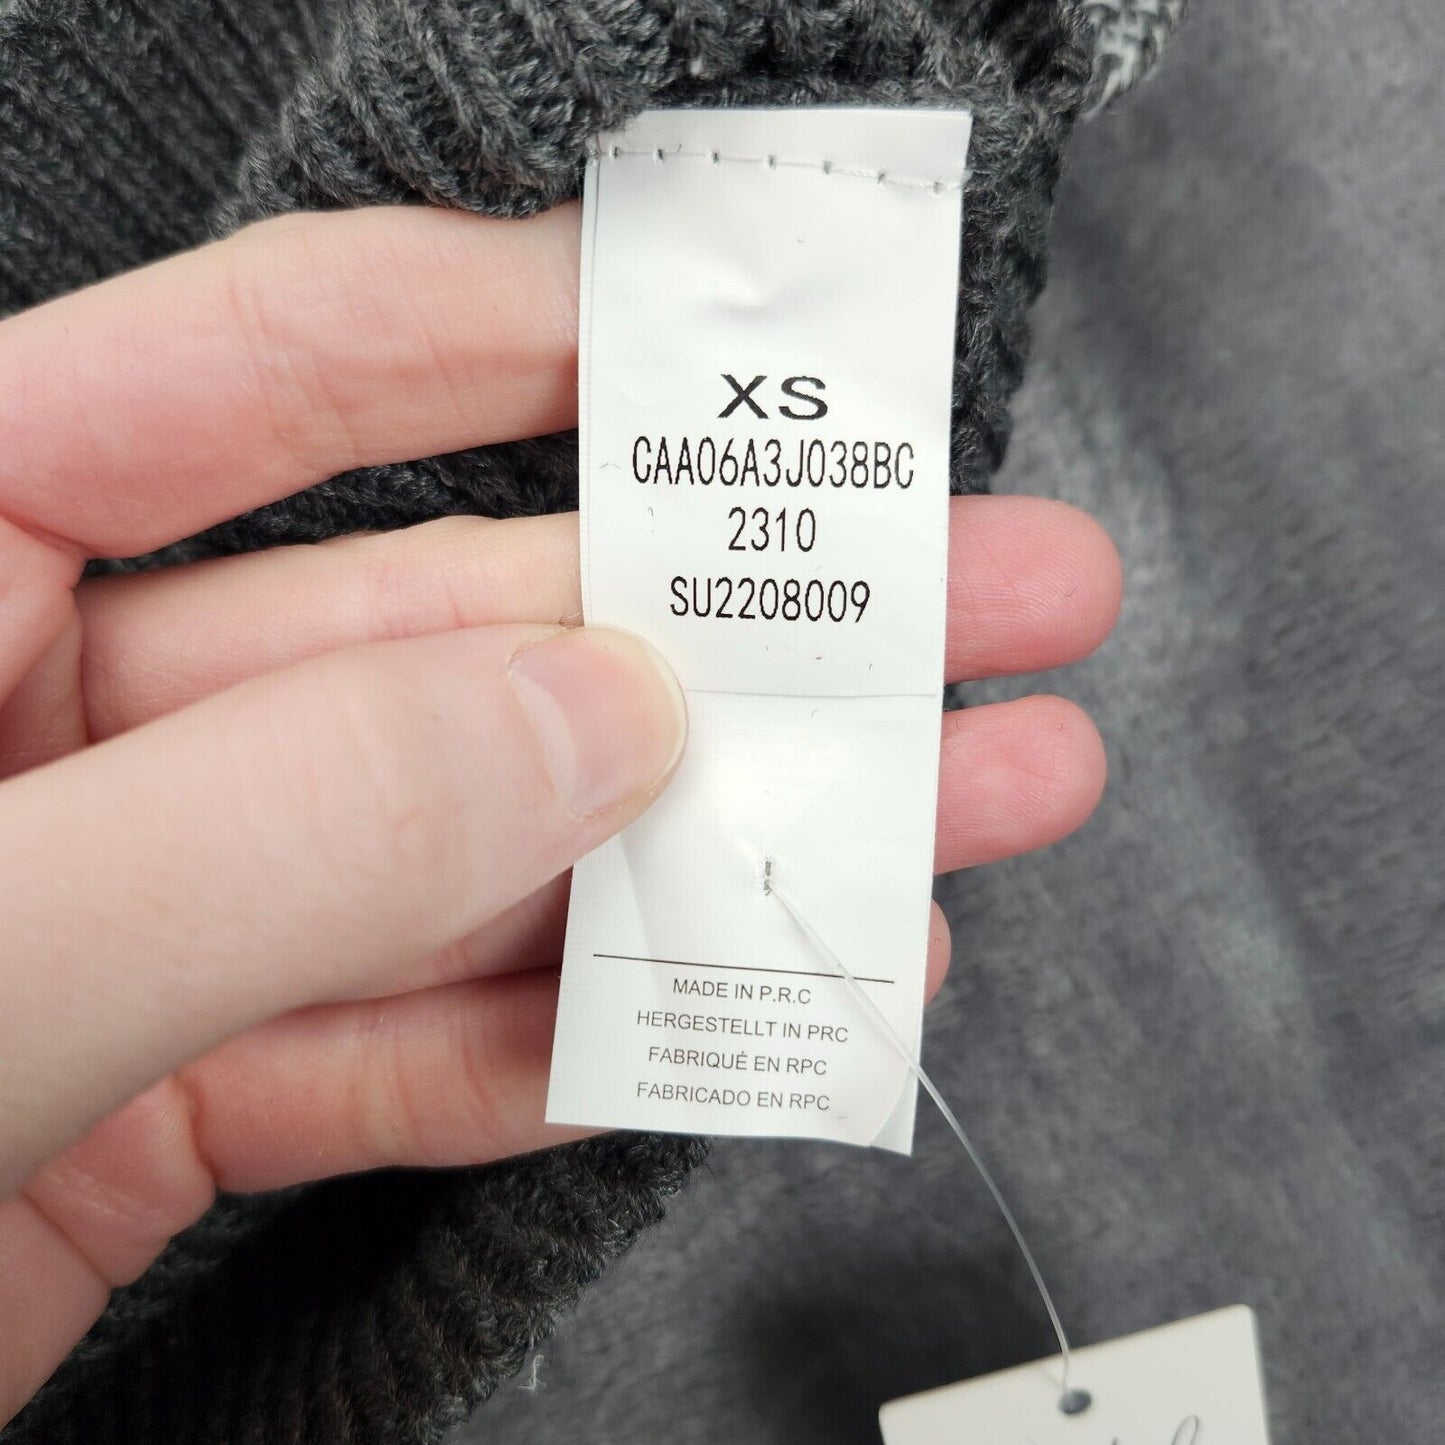 XS
CAA06A3J038BC
2310
SU2208009
MADE IN P.R.C
HERGESTELLT IN PRC
FABRIQUÉ EN RPC
FABRICADO EN RPC